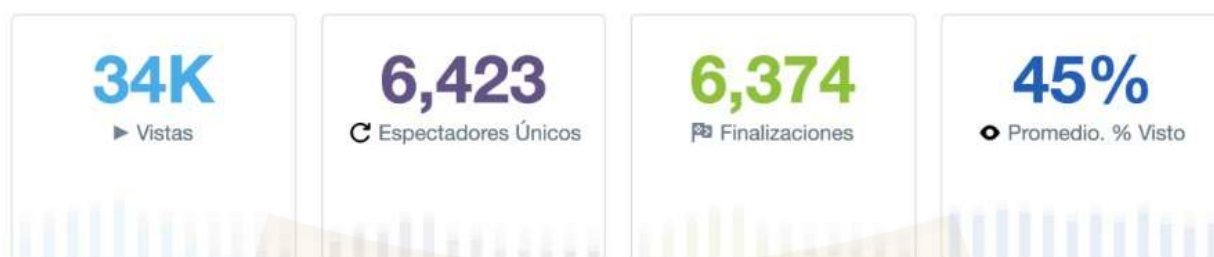 34K
Vistas
6,423
Espectadores Únicos
6,374
Finalizaciones
45%
Promedio. % Visto